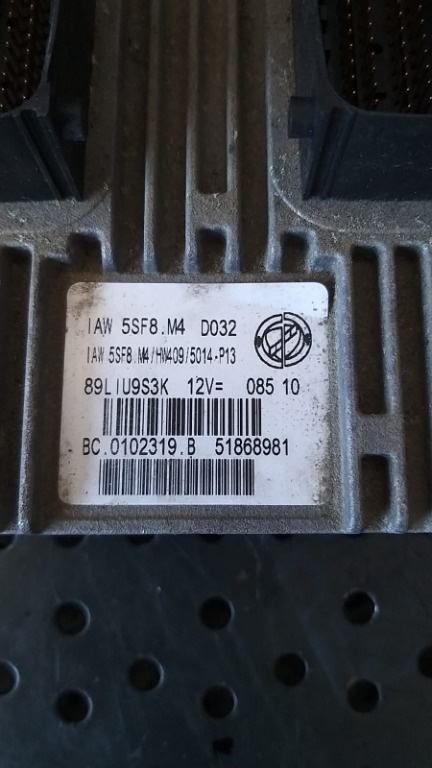 IAW 5SF8.M4 D032
IAW 5SF8.M4/HW409/5014-P13
89LIU9S3K 12V= 085 10
BC.0102319.B 51868981